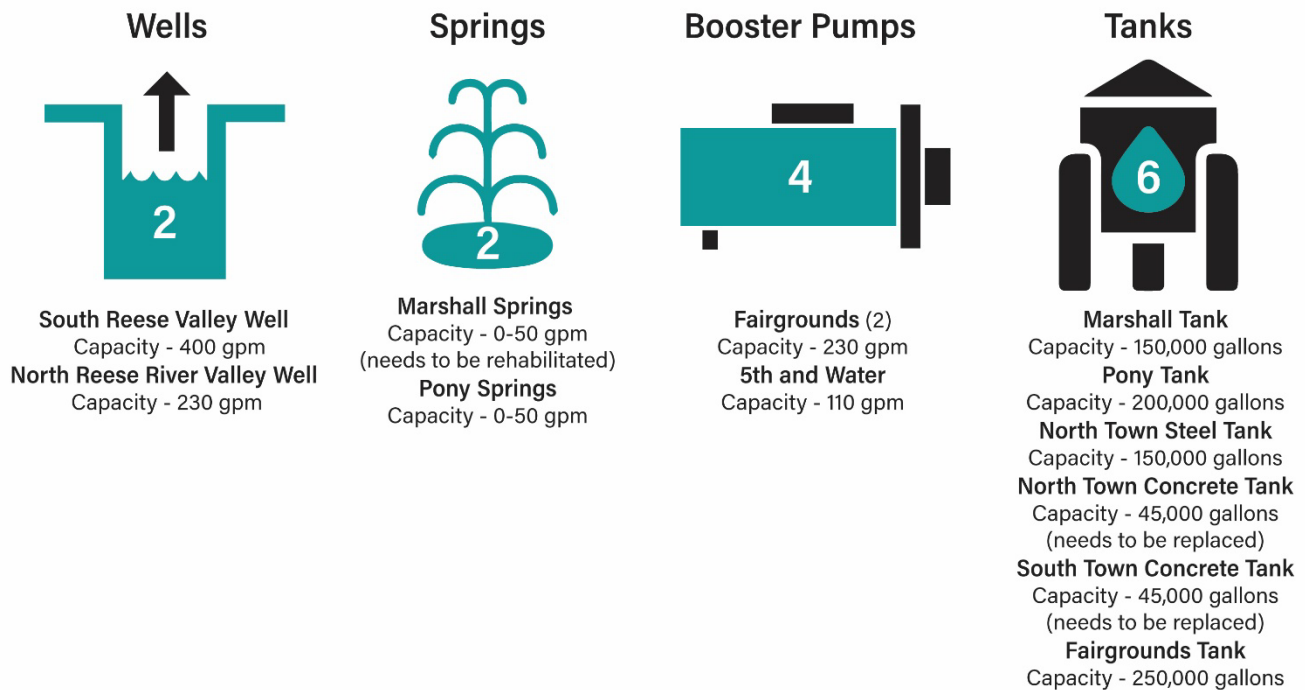 Wells
2
South Reese Valley Well
Capacity - 400 gpm
North Reese River Valley Well
Capacity - 230 gpm
Springs
2
Marshall Springs
Capacity - 0-50 gpm
(needs to be rehabilitated)
Pony Springs
Capacity - 0-50 gpm
Booster Pumps
4
Fairgrounds (2)
Capacity - 230 gpm
5th and Water
Capacity - 110 gpm
Tanks
6
Marshall Tank
Capacity - 150,000 gallons
Pony Tank
Capacity - 200,000 gallons
North Town Steel Tank
Capacity - 150,000 gallons
North Town Concrete Tank
Capacity - 45,000 gallons
(needs to be replaced)
South Town Concrete Tank
Capacity - 45,000 gallons
(needs to be replaced)
Fairgrounds Tank
Capacity - 250,000 gallons